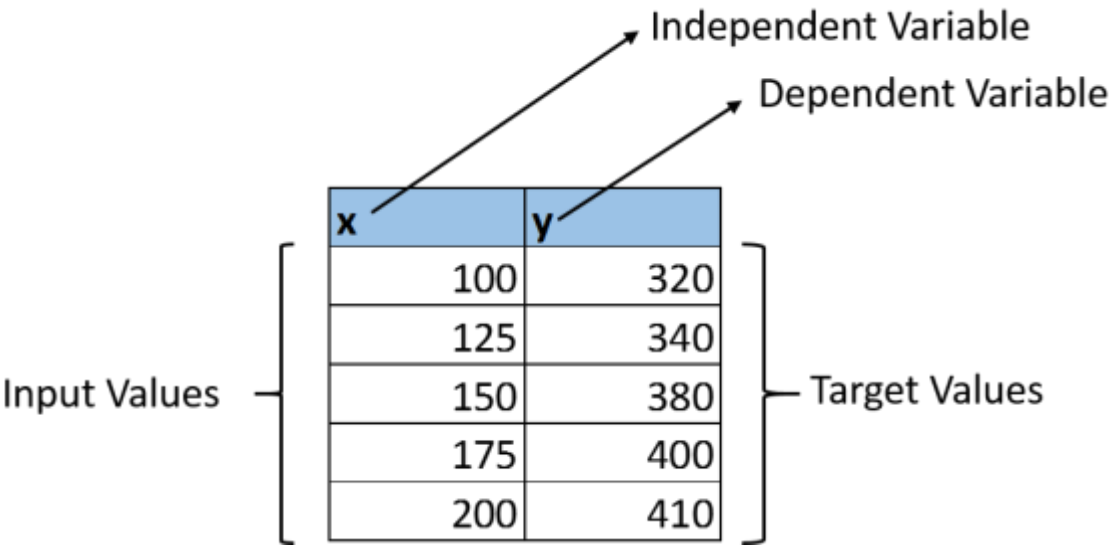 Independent Variable
Dependent Variable
x y
100 320
125 340
Input Values 150 380 Target Values
175 400
200 410